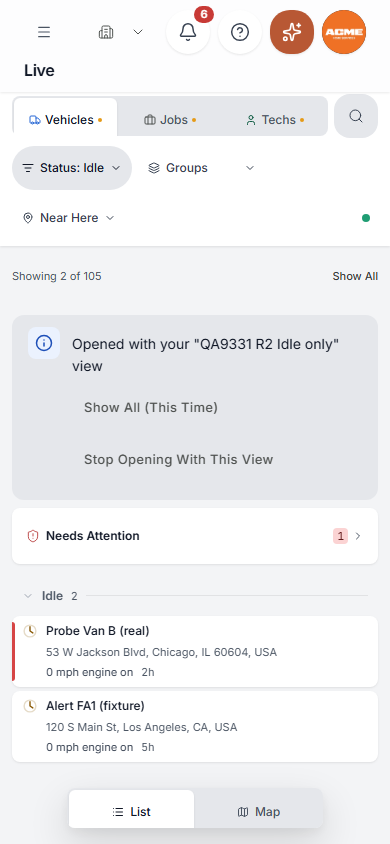 6
ACME
Live
Vehicles
Jobs
Techs
Status: Idle
Groups
Near Here
Showing 2 of 105
Show All
Opened with your "QA9331 R2 Idle only"
view
Show All (This Time)
Stop Opening With This View
Needs Attention
1
Idle 2
Probe Van B (real)
53 W Jackson Blvd, Chicago, IL 60604, USA
0 mph engine on 2h
Alert FA1 (fixture)
120 S Main St, Los Angeles, CA, USA
0 mph engine on 5h
List
Map